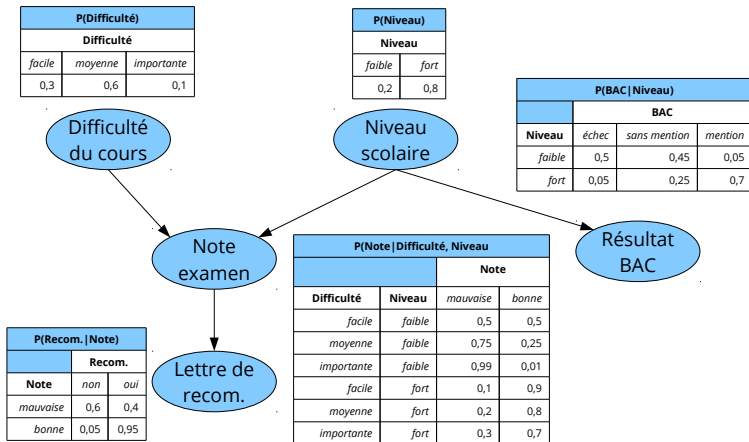 P(Difficulté)
Difficulté
facile moyenne importante
0,3 0,6 0,1
P(Niveau)
Niveau
faible fort
0,2 0,8
P(BAC|Niveau)
BAC
Niveau échec sans mention mention
faible 0,5 0,45 0,05
fort 0,05 0,25 0,7
Difficulté
du cours
Niveau
scolaire
Note
examen
Résultat
BAC
P(Note|Difficulté, Niveau
Note
Difficulté Niveau mauvaise bonne
facile faible 0,5 0,5
moyenne faible 0,75 0,25
importante faible 0,99 0,01
facile fort 0,1 0,9
moyenne fort 0,2 0,8
importante fort 0,3 0,7
P(Recom.|Note)
Recom.
Note non oui
mauvaise 0,6 0,4
bonne 0,05 0,95
Lettre de
recom.